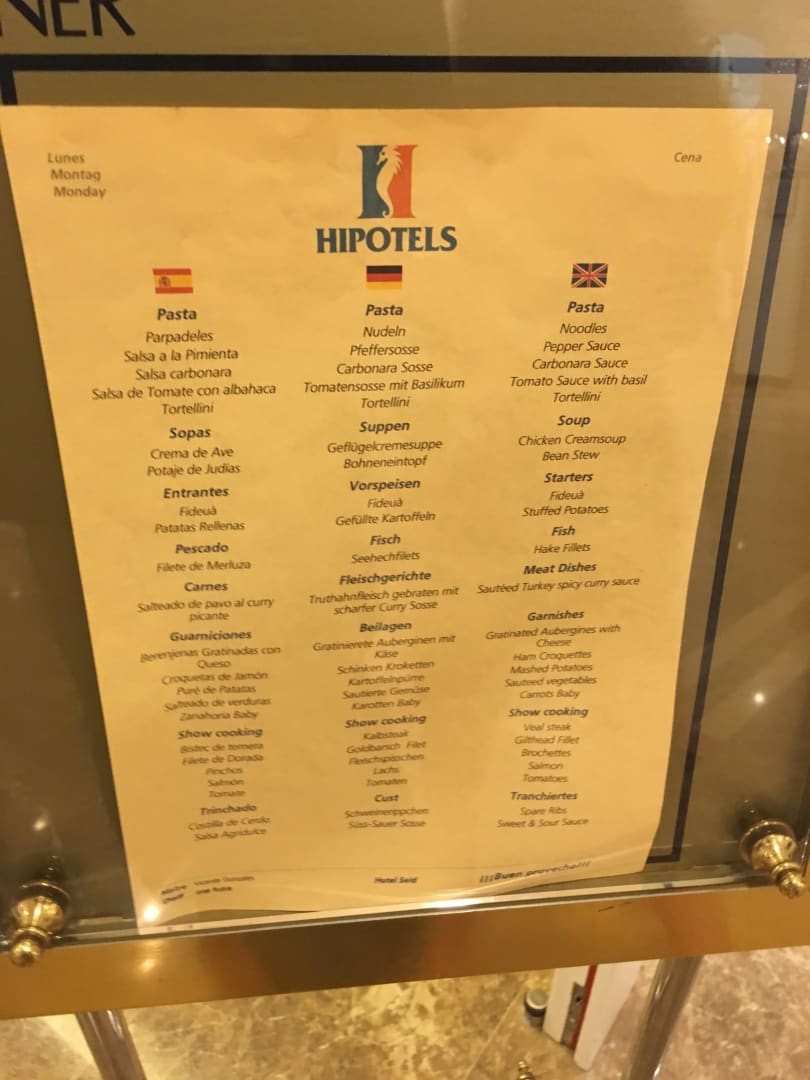 NER
Lunes
Montag
Monday
Cena
HIPOTELS
Pasta
Parpadeles
Salsa a la Pimienta
Salsa carbonara
Salsa de Tomate con albahaca
Tortellini
Sopas
Crema de Ave
Potaje de Judías
Entrantes
Fideuà
Patatas Rellenas
Pescado
Filete de Merluza
Carnes
Salteado de pavo al curry
picante
Guarniciones
Berenjenas Gratinadas con
Queso
Croquetas de Jamón
Puré de Patatas
Salteado de verduras
Zanahoria Baby
Show cooking
Bistec de ternera
Filete de Dorada
Pinchos
Salmón
Tomate
Trinchado
Costilla de Cerdo
Salsa Agridulce
Pasta
Nudeln
Pfeffersosse
Carbonara Sosse
Tomatensosse mit Basilikum
Tortellini
Suppen
Geflügelcremesuppe
Bohneneintopf
Vorspeisen
Fideuà
Gefüllte Kartoffeln
Fisch
Seehechfilets
Fleischgerichte
Truthahnfleisch gebraten mit
scharfer Curry Sosse
Beilagen
Gratinierete Auberginen mit
Käse
Schinken Kroketten
Kartoffelnpürre
Sautierte Gemüse
Karotten Baby
Show cooking
Kalbsteak
Goldbarsch Filet
Fleischspisschen
Lachs
Tomaten
Cust
Schweinerippchen
Süss-Sauer Sosse
Pasta
Noodles
Pepper Sauce
Carbonara Sauce
Tomato Sauce with basil
Tortellini
Soup
Chicken Creamsoup
Bean Stew
Starters
Fideuà
Stuffed Potatoes
Fish
Hake Fillets
Meat Dishes
Sautéed Turkey spicy curry sauce
Garnishes
Gratinated Aubergines with
Cheese
Ham Croquettes
Mashed Potatoes
Sauteed vegetables
Carrots Baby
Show cooking
Veal steak
Gilthead Fillet
Brochettes
Salmon
Tomatoes
Tranchiertes
Spare Ribs
Sweet & Sour Sauce
Vicente Gonzalez
Hotel
¡¡¡Buen provecho!!!